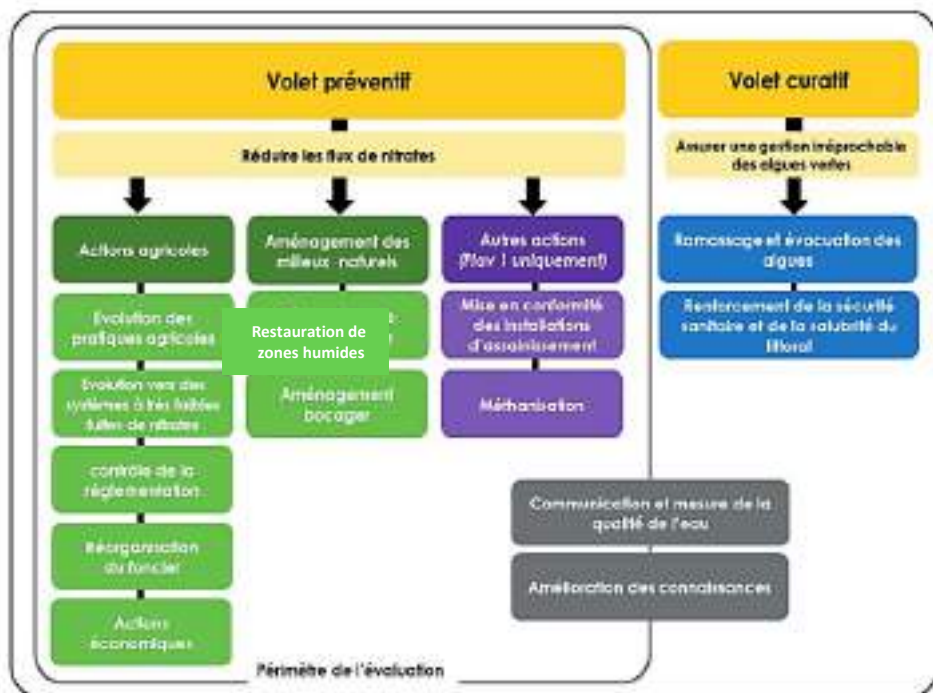 Volet préventif
Réduire les flux de nitrates
Actions agricoles
Evolution des
pratiques agricoles
Evolution vers des
systèmes à très faibles
fuites de nitrates
contrôle de la
réglementation
Réorganisation
du foncier
Actions
économiques
Aménagement des
milieux naturels
Restauration de
zones humides
Aménagement
bocager
Autres actions
(Plav 1 uniquement)
Mise en conformité
des installations
d'assainissement
Méthanisation
Volet curatif
Assurer une gestion irréprochable
des algues vertes
Ramassage et évacuation des
algues
Renforcement de la sécurité
sanitaire et de la salubrité du
littoral
Communication et mesure de la
qualité de l'eau
Amélioration des connaissances
Périmètre de l'évaluation